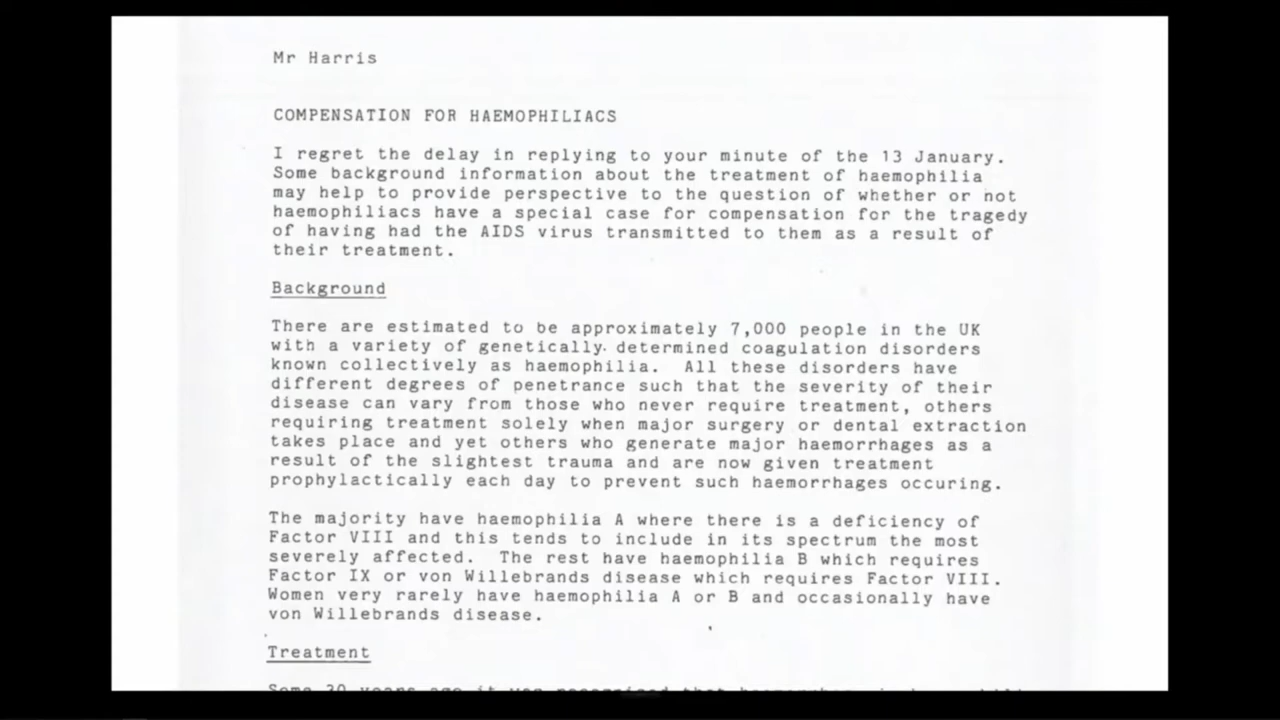 Mr Harris
COMPENSATION FOR HAEMOPHILIACS
I regret the delay in replying to your minute of the 13 January.
Some background information about the treatment of haemophilia
may help to provide perspective to the question of whether or not
haemophiliacs have a special case for compensation for the tragedy
of having had the AIDS virus transmitted to them as a result of
their treatment.
Background
There are estimated to be approximately 7,000 people in the UK
with a variety of genetically determined coagulation disorders
known collectively as haemophilia. All these disorders have
different degrees of penetrance such that the severity of their
disease can vary from those who never require treatment, others
requiring treatment solely when major surgery or dental extraction
takes place and yet others who generate major haemorrhages as a
result of the slightest trauma and are now given treatment
prophylactically each day to prevent such haemorrhages occuring.
The majority have haemophilia A where there is a deficiency of
Factor VIII and this tends to include in its spectrum the most
severely affected. The rest have haemophilia B which requires
Factor IX or von Willebrands disease which requires Factor VIII.
Women very rarely have haemophilia A or B and occasionally have
von Willebrands disease.
Treatment
Some 30 years ago it was recognised that